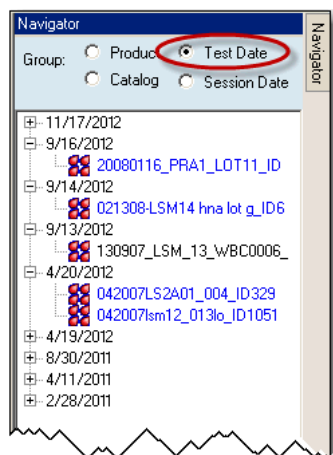 Navigator
Navigator
Group: Produc Test Date
Catalog Session Date
11/17/2012
9/16/2012
20080116_PRA1_LOT11_ID
9/14/2012
021308-LSM14 hna lot g_ID6
9/13/2012
130907_LSM_13_WBC0006_
4/20/2012
042007LS2A01_004_ID329
042007lsm12_013lo_ID1051
4/19/2012
8/30/2011
4/11/2011
2/28/2011